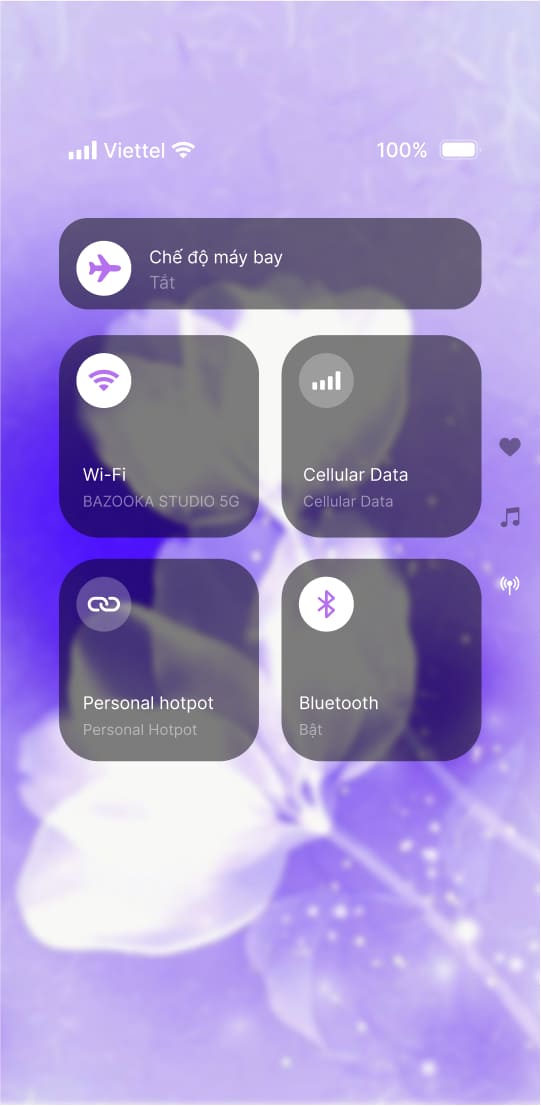 Viettel 100%
Chế độ máy bay
Tắt
Wi-Fi
BAZOOKA STUDIO 5G
Cellular Data
Cellular Data
Personal hotpot
Personal Hotpot
Bluetooth
Bật